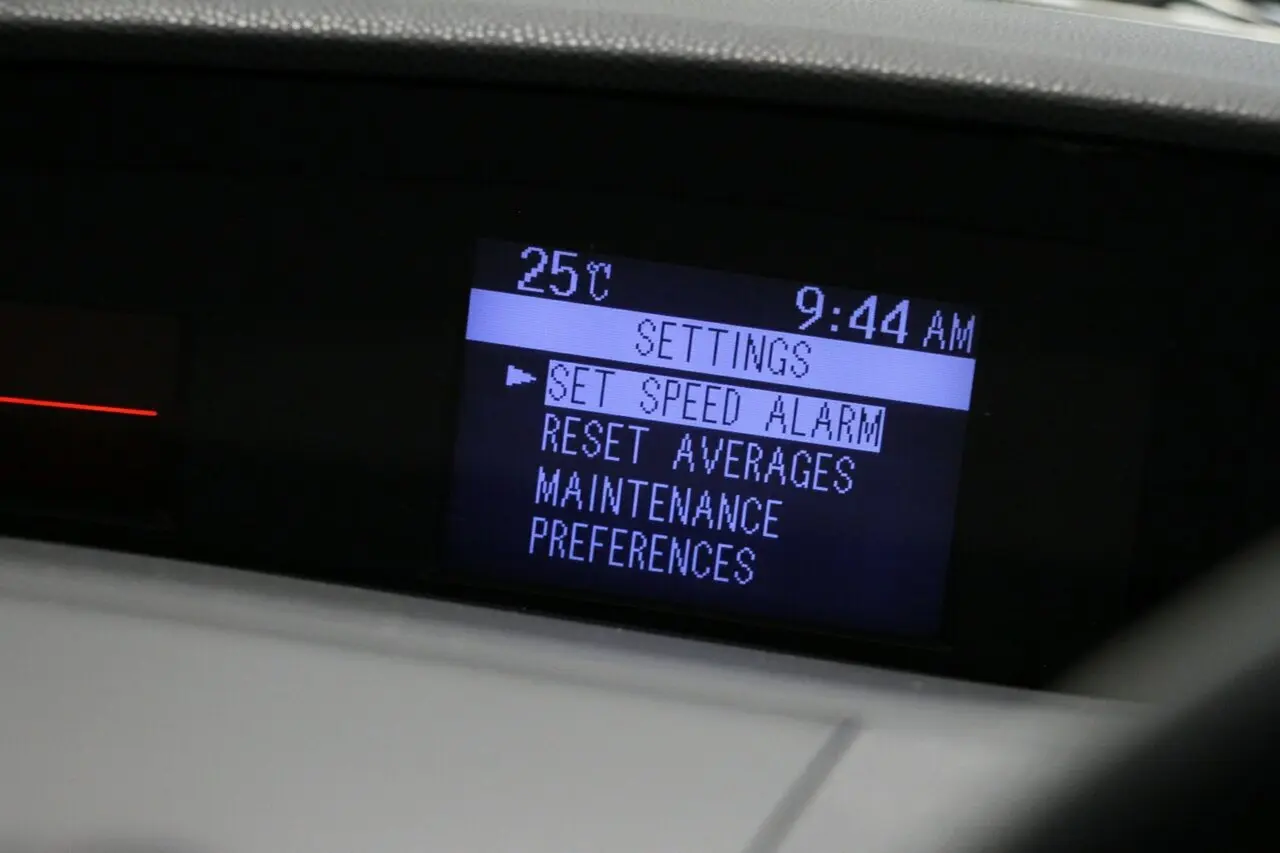 25℃ 9:44 AM
SETTINGS
SET SPEED ALARM
RESET AVERAGES
MAINTENANCE
PREFERENCES